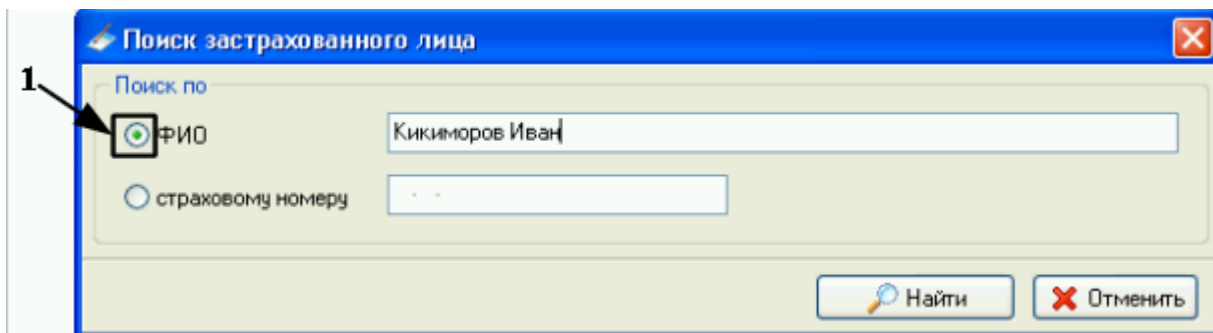 Поиск застрахованного лица
1
Поиск по
ФИО
Кикиморов Иван
страховому номеру
- -
Найти
Отменить